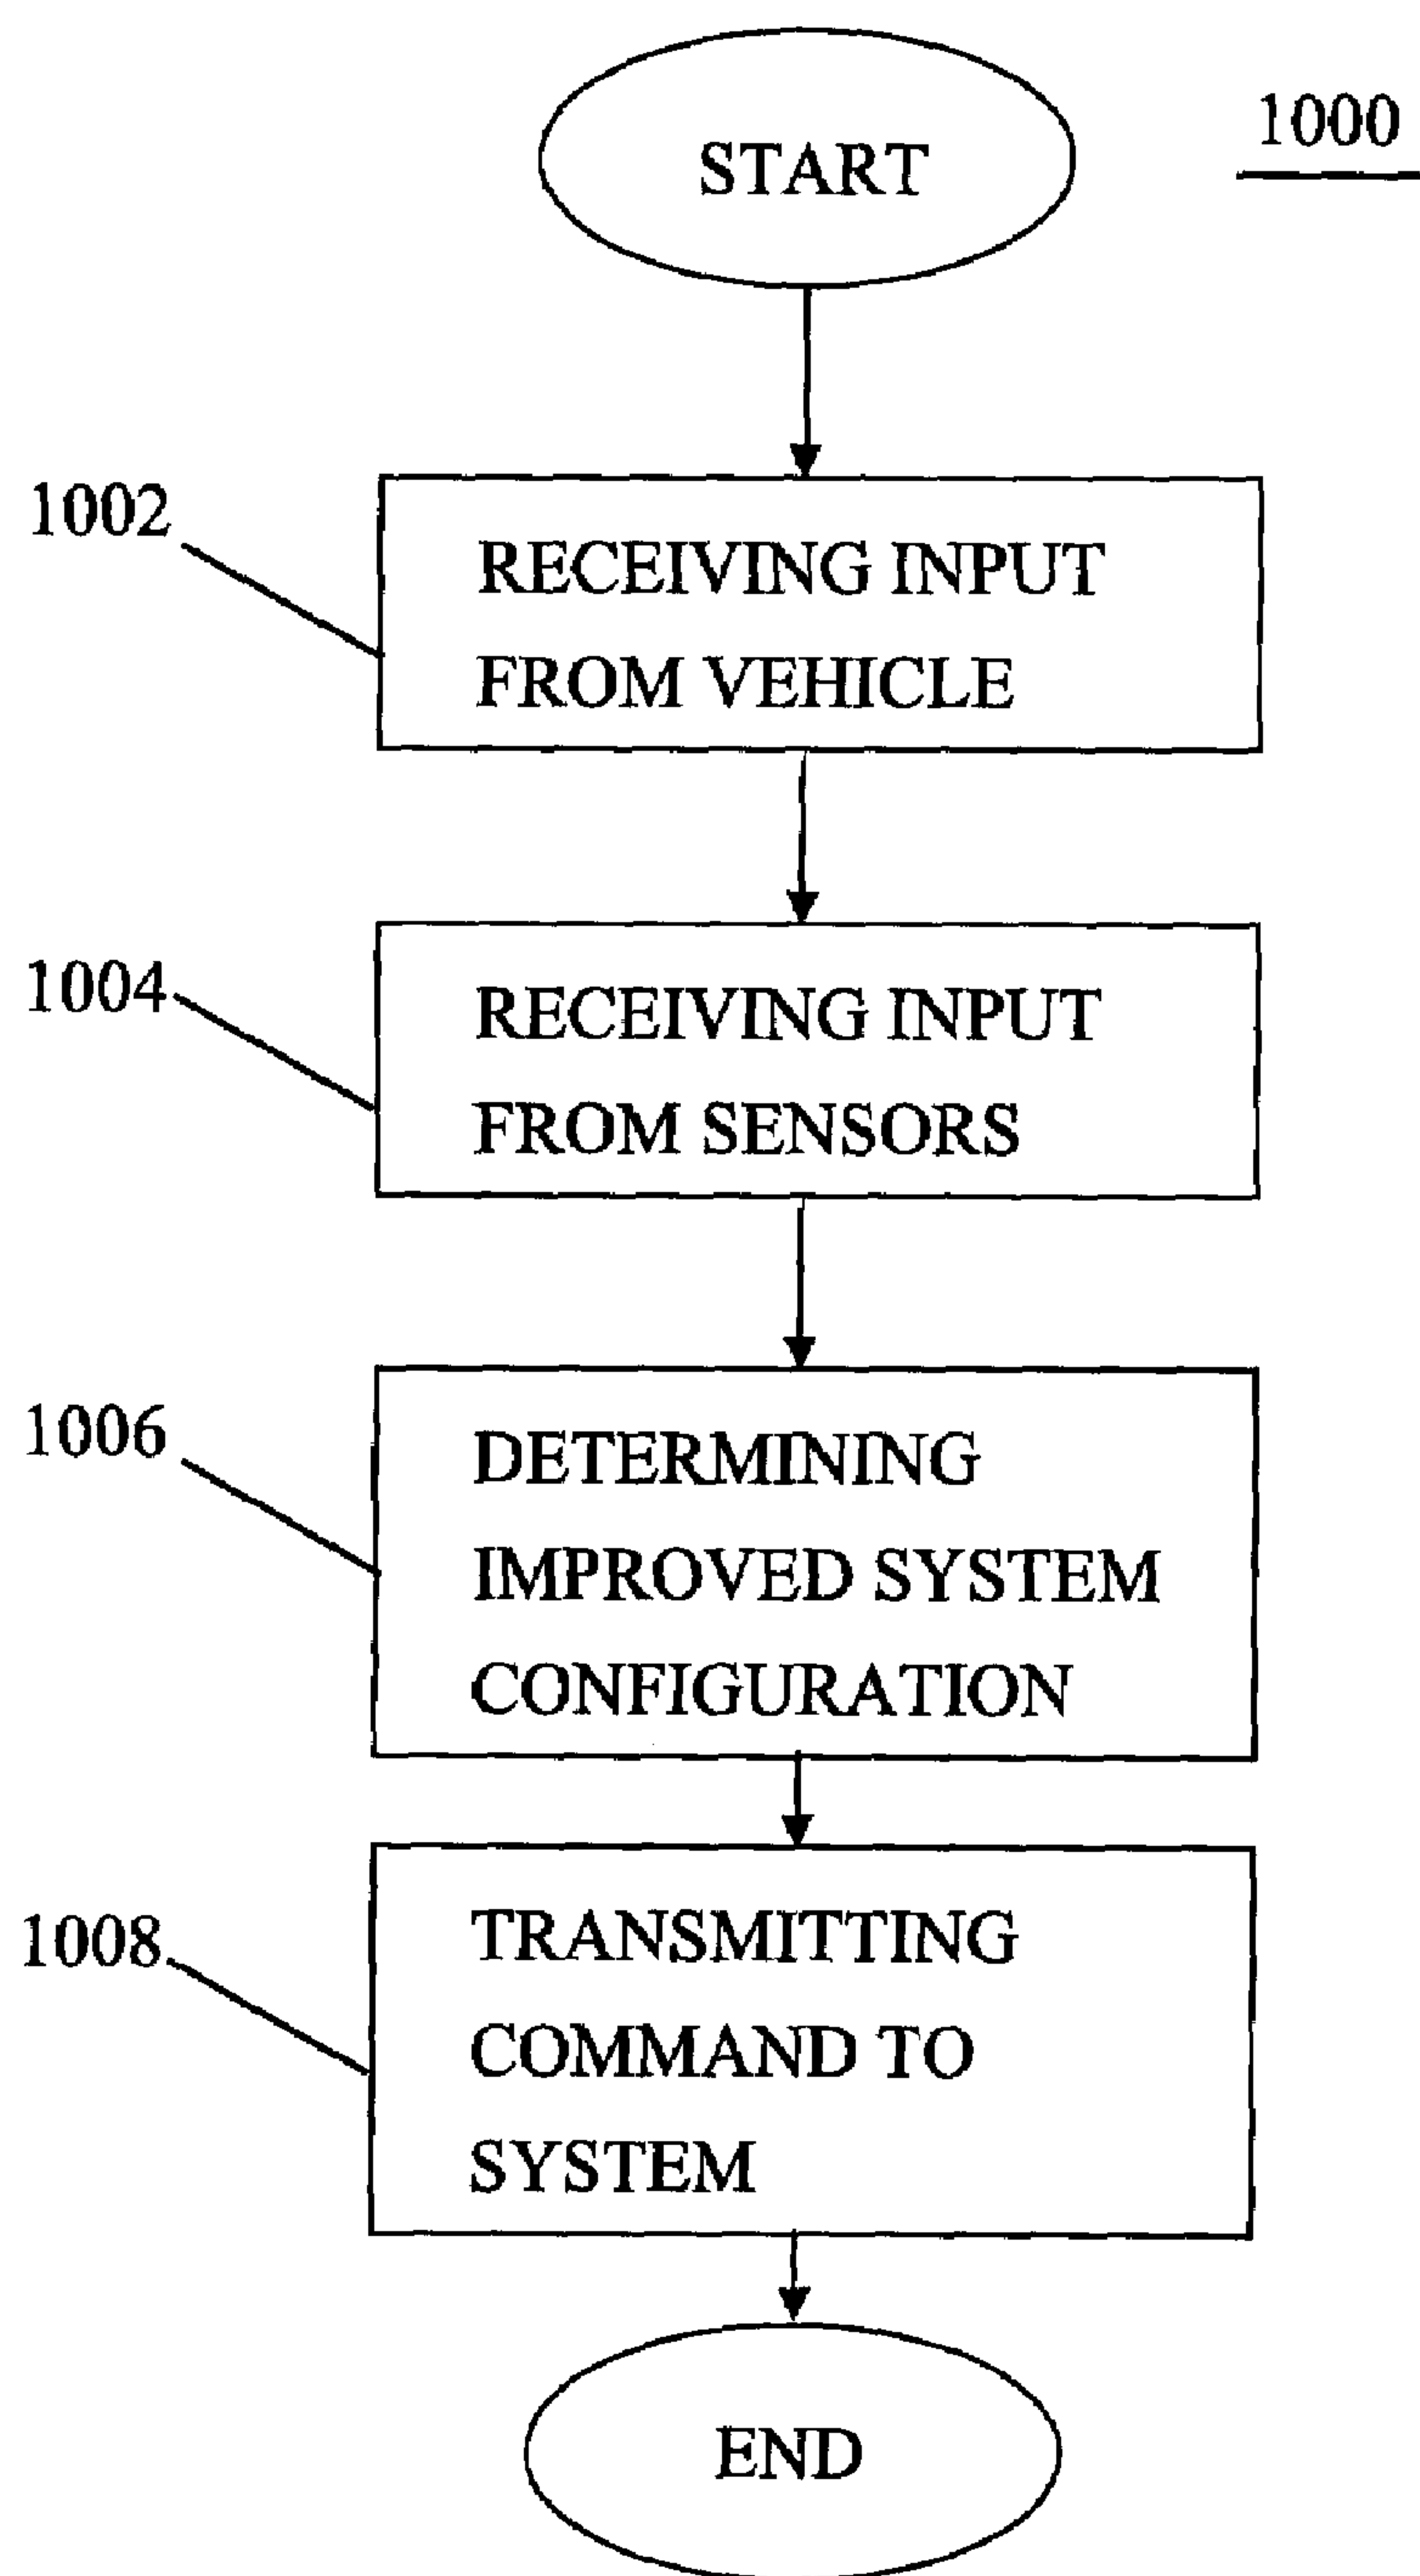 START
1000
1002
RECEIVING INPUT
FROM VEHICLE
1004
RECEIVING INPUT
FROM SENSORS
1006
DETERMINING
IMPROVED SYSTEM
CONFIGURATION
1008
TRANSMITTING
COMMAND TO
SYSTEM
END